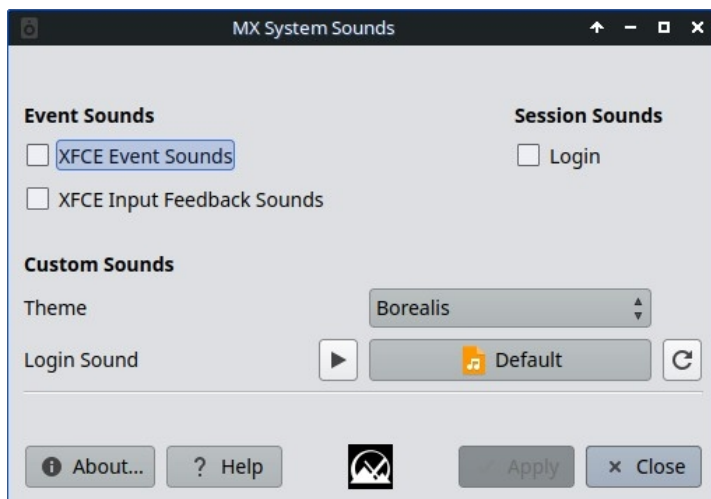 MX System Sounds
Event Sounds
Session Sounds
XFCE Event Sounds
Login
XFCE Input Feedback Sounds
Custom Sounds
Theme
Borealis
Login Sound
Default
About...
? Help
Apply
Close